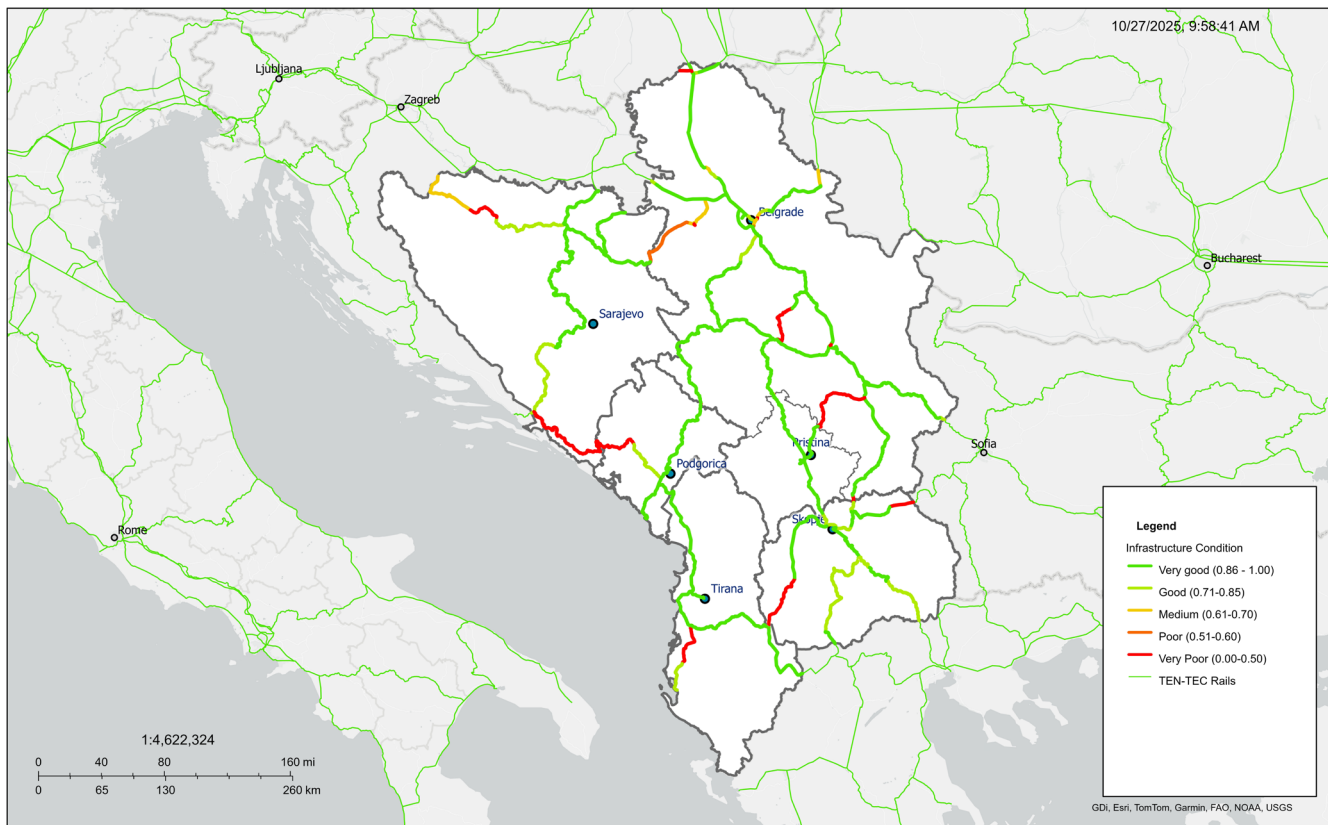 10/27/2025, 9:58:41 AM
Ljubljana
Zagreb
Belgrade
Bucharest
Sarajevo
Sofia
Pristina
Podgorica
Skopje
Rome
Tirana
Legend
Infrastructure Condition
Very good (0.86 - 1.00)
Good (0.71-0.85)
Medium (0.61-0.70)
Poor (0.51-0.60)
Very Poor (0.00-0.50)
TEN-TEC Rails
1:4,622,324
0 40 80 160 mi
0 65 130 260 km
GDi, Esri, TomTom, Garmin, FAO, NOAA, USGS